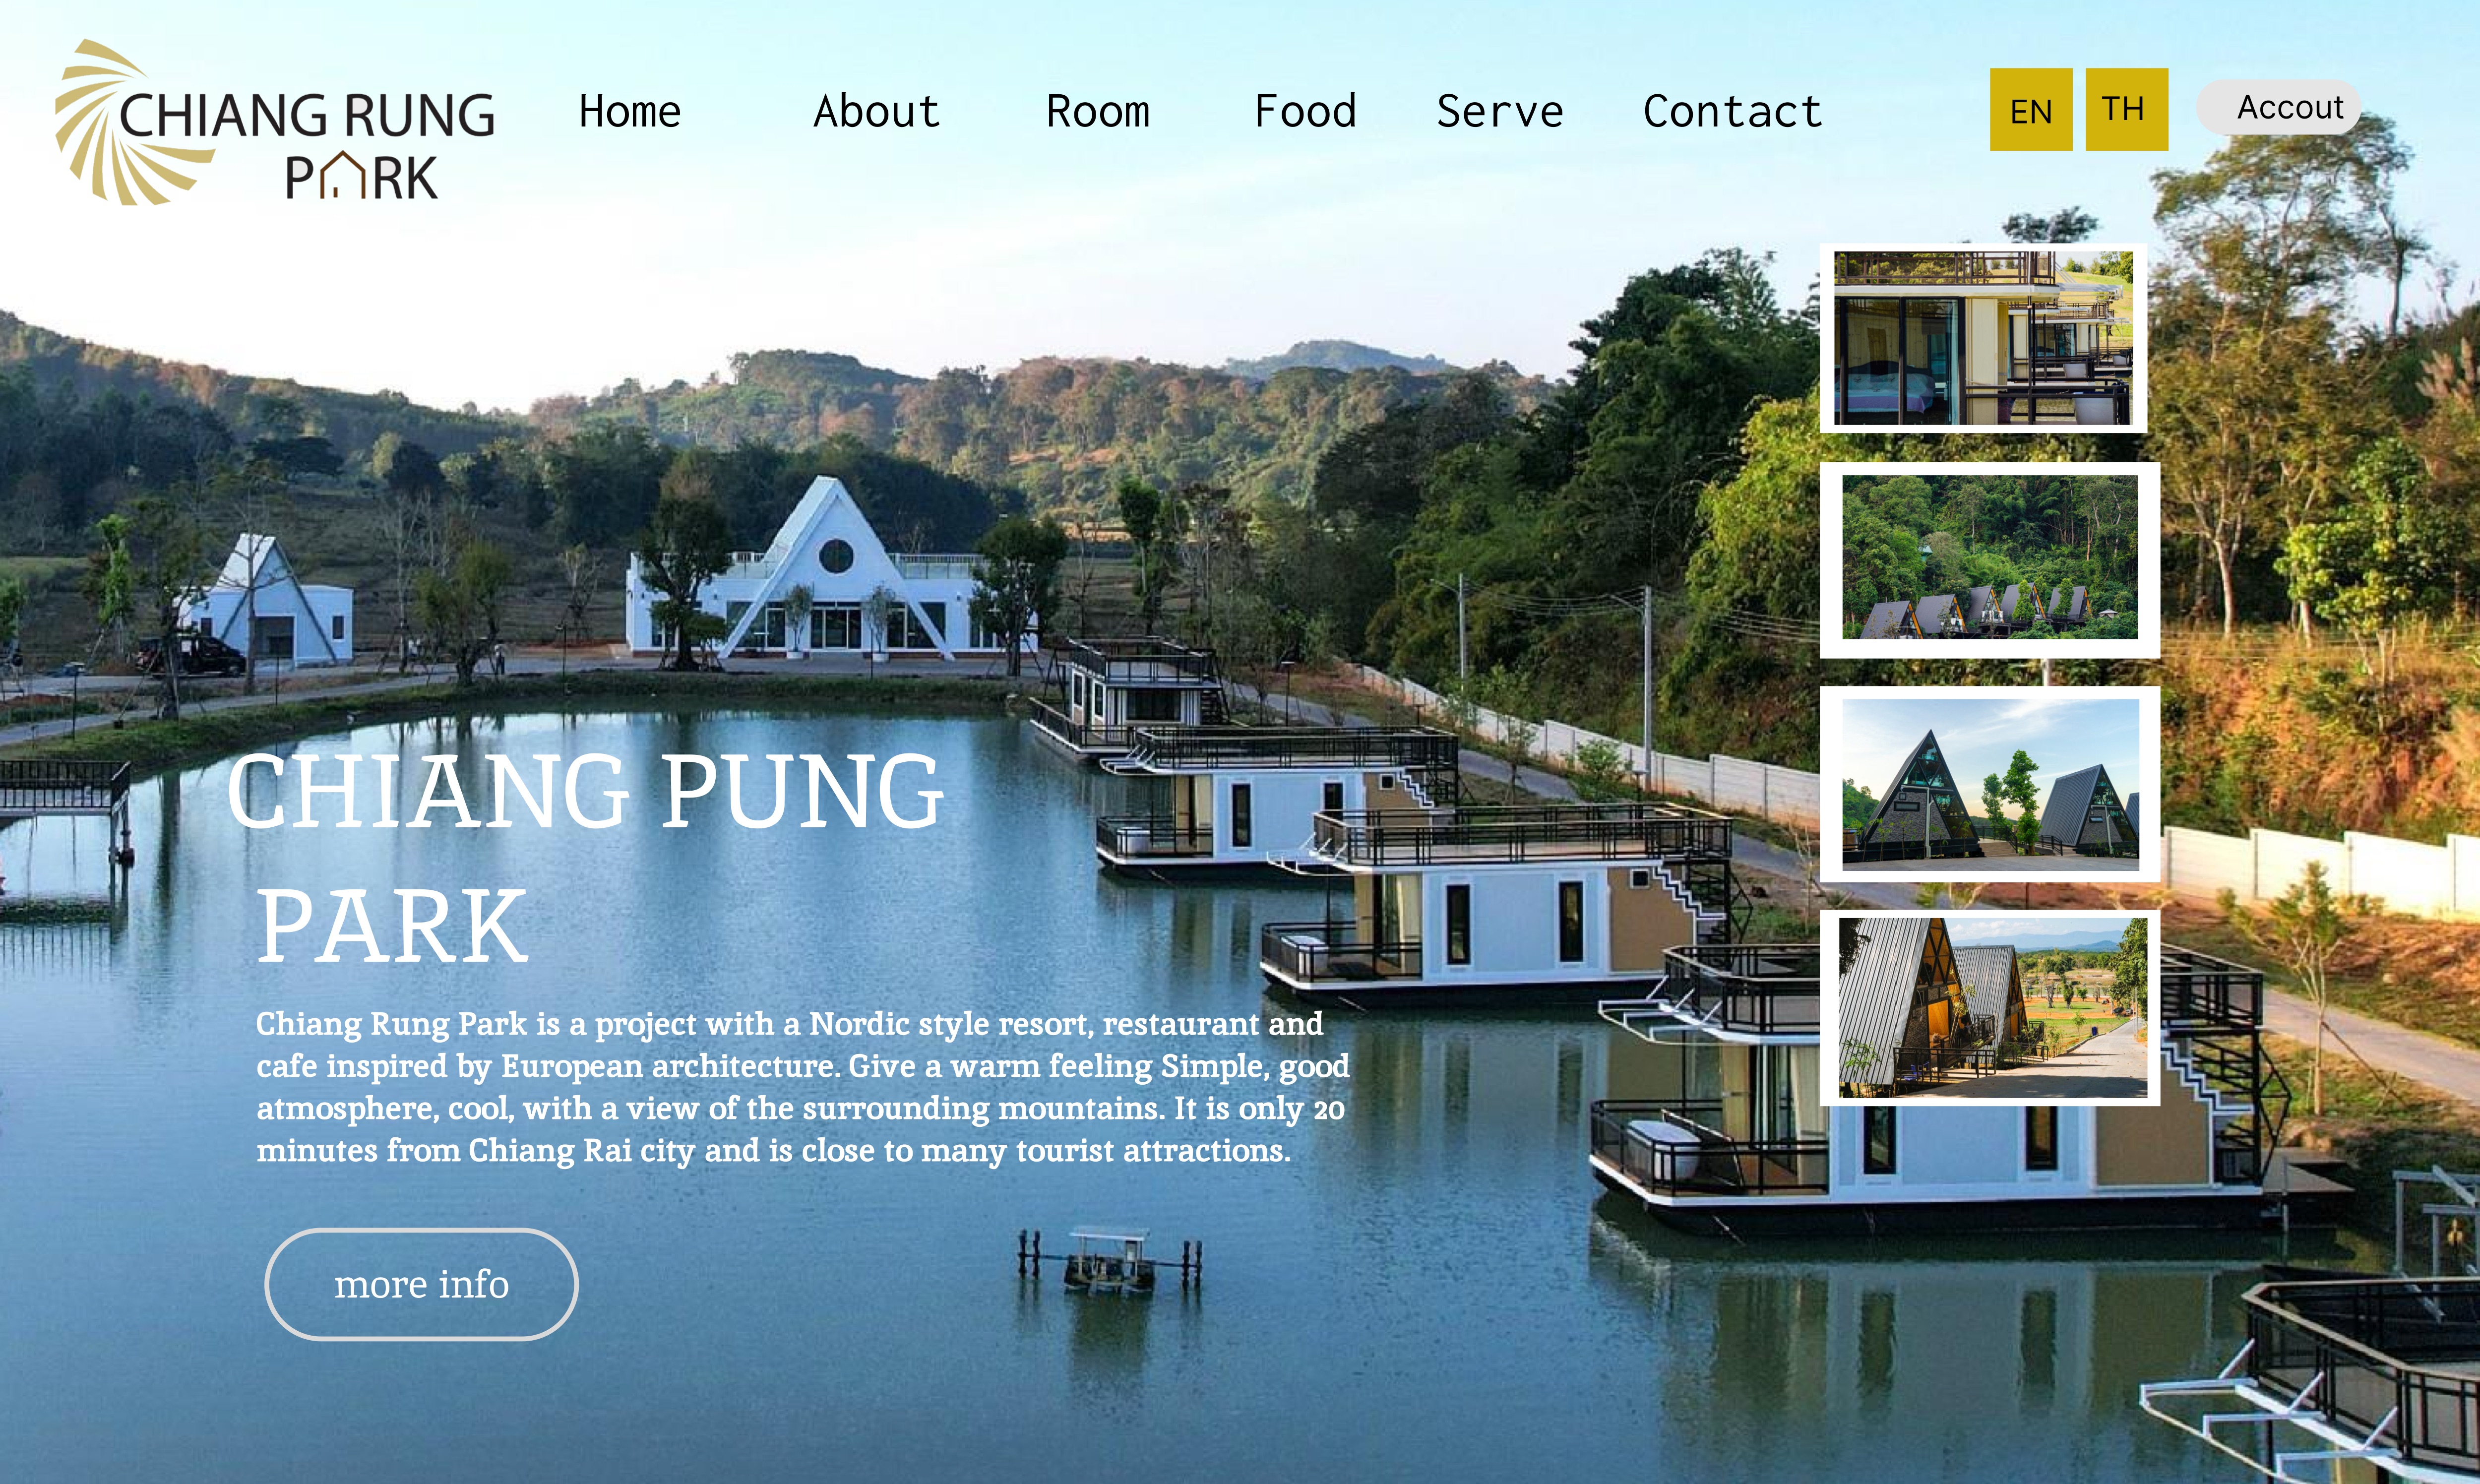 CHIANG RUNG
PARK
Home About Room Food Serve Contact
EN TH Accout
CHIANG PUNG
PARK
Chiang Rung Park is a project with a Nordic style resort, restaurant and
cafe inspired by European architecture. Give a warm feeling Simple, good
atmosphere, cool, with a view of the surrounding mountains. It is only 20
minutes from Chiang Rai city and is close to many tourist attractions.
more info